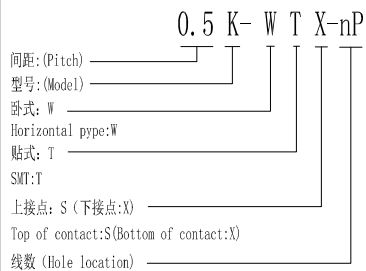 0.5 K- W T X-nP
间距:(Pitch)
型号:(Model)
卧式: W
Horizontal pype:W
贴式: T
SMT:T
上接点: S (下接点:X)
Top of contact:S(Bottom of contact:X)
线数 (Hole location)